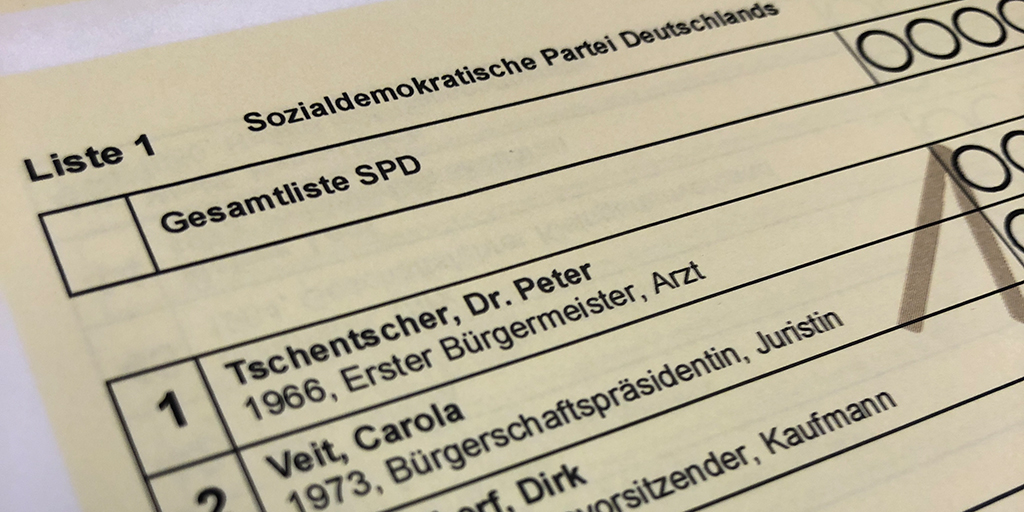 Liste 1 Sozialdemokratische Partei Deutschlands
Gesamtliste SPD
1 Tschentscher, Dr. Peter
1966, Erster Bürgermeister, Arzt
2 Veit, Carola
1973, Bürgerschaftspräsidentin, Juristin
Dirk
Kaufmann